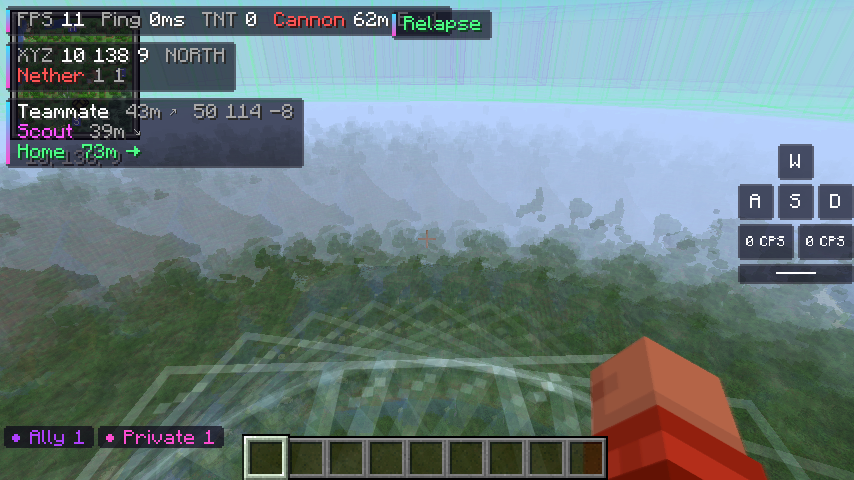 FPS 11 Ping 0ms TNT 0 Cannon 62m
Relapse
XYZ 10 138 9 NORTH
Nether 1 1
Teammate 43m ↗ 50 114 -8
Scout 39m ↘
Home 73m →
W
A S D
0 CPS 0 CPS
◆ Ally 1 ◆ Private 1